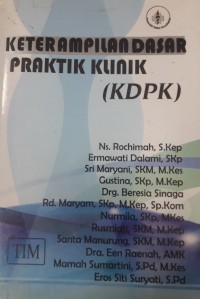 KETERAMPILAN DASAR
PRAKTIK KLINIK
(KDPK)
Ns. Rochimah, S.Kep
Ermawati Dalami, SKp
Sri Maryani, SKM, M.Kes
Gustina, SKp, M.Kep
Drg. Beresia Sinaga
Rd. Maryam, SKp, M.Kep, Sp.Kom
Nurmila, SKp, MKes
Rusmiati, SKM, M.Kes
Santa Manurung, SKM, M.Kep
Dra. Een Raenah, AMK
Mamah Sumartini, S.Pd, M.Kes
Eros Siti Suryati, S.Pd
TIM